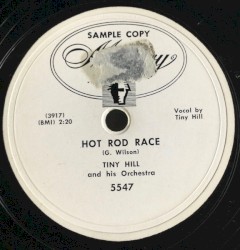 SAMPLE COPY
(3917)
(BMI) 2:20
Vocal by
Tiny Hill
HOT ROD RACE
(G. Wilson)
TINY HILL
and his Orchestra
5547